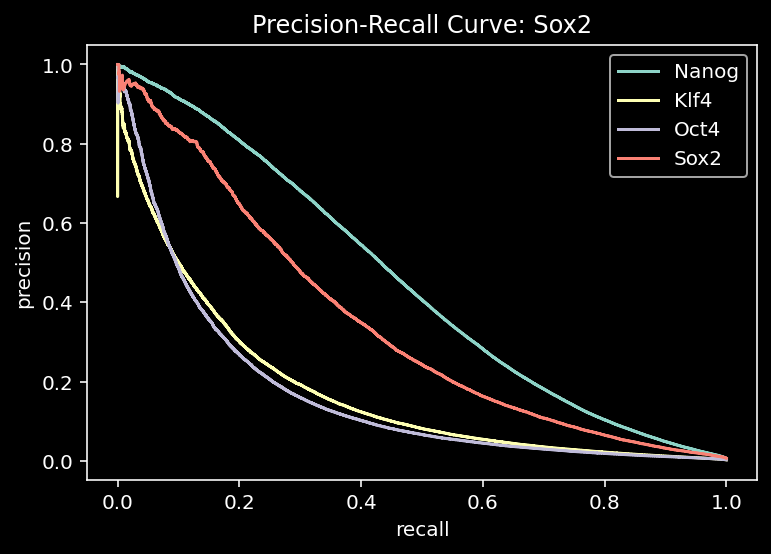 Precision-Recall Curve: Sox2
Nanog
Klf4
Oct4
Sox2
precision
1.0
0.8
0.6
0.4
0.2
0.0
0.0 0.2 0.4 0.6 0.8 1.0
recall